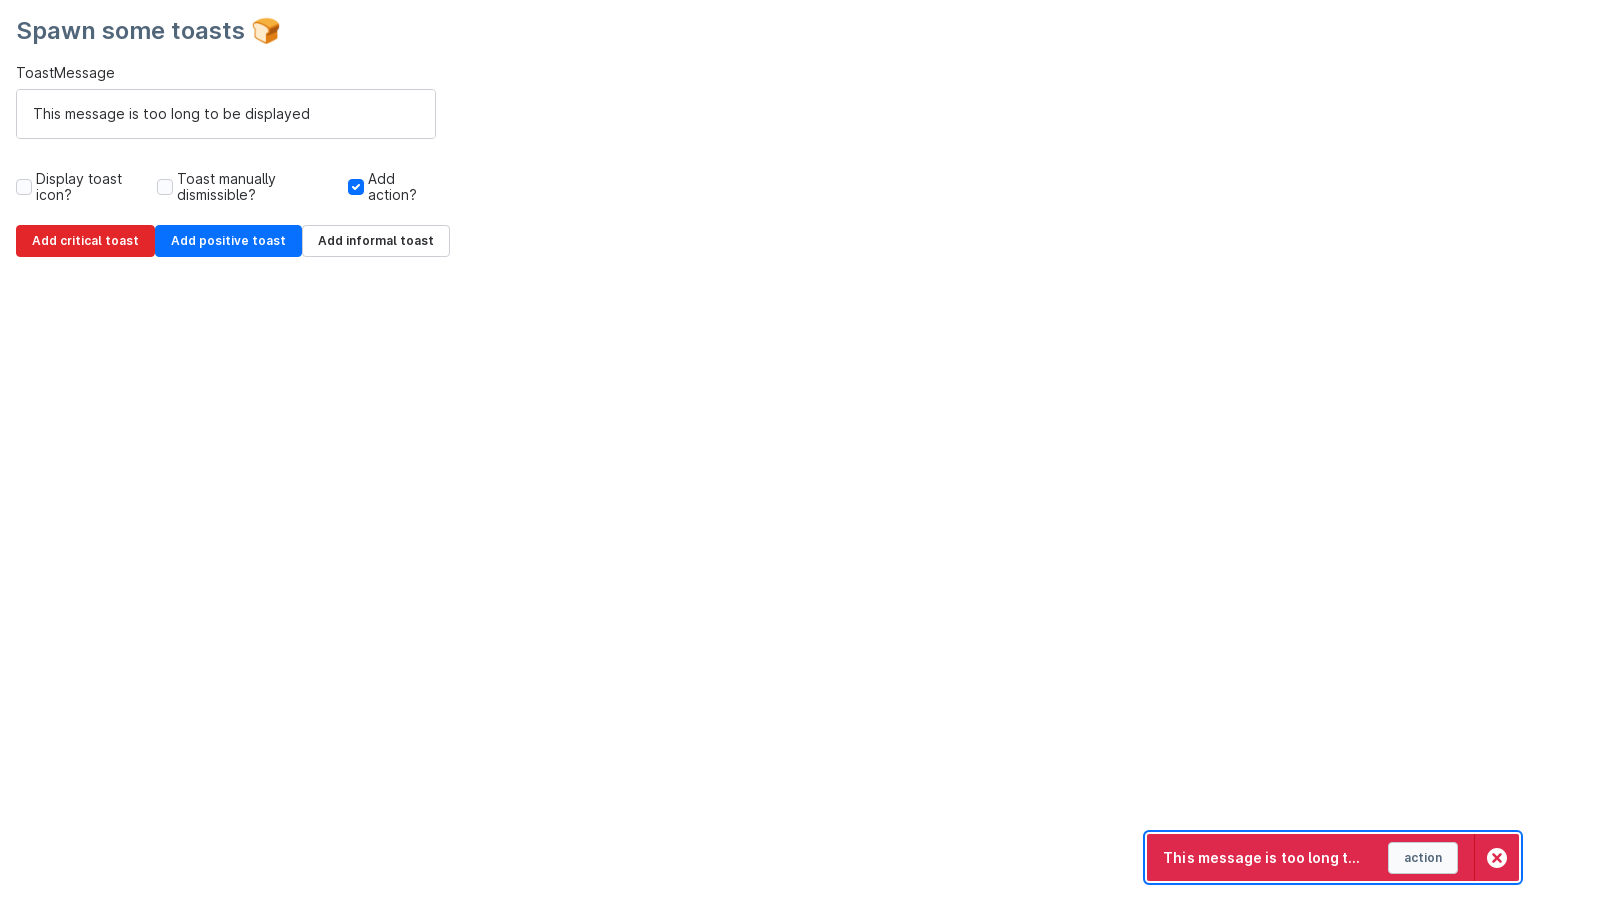 Spawn some toasts 🍞
ToastMessage
This message is too long to be displayed
Display toast
icon?
Toast manually
dismissible?
Add
action?
Add critical toast
Add positive toast
Add informal toast
This message is too long t...
action